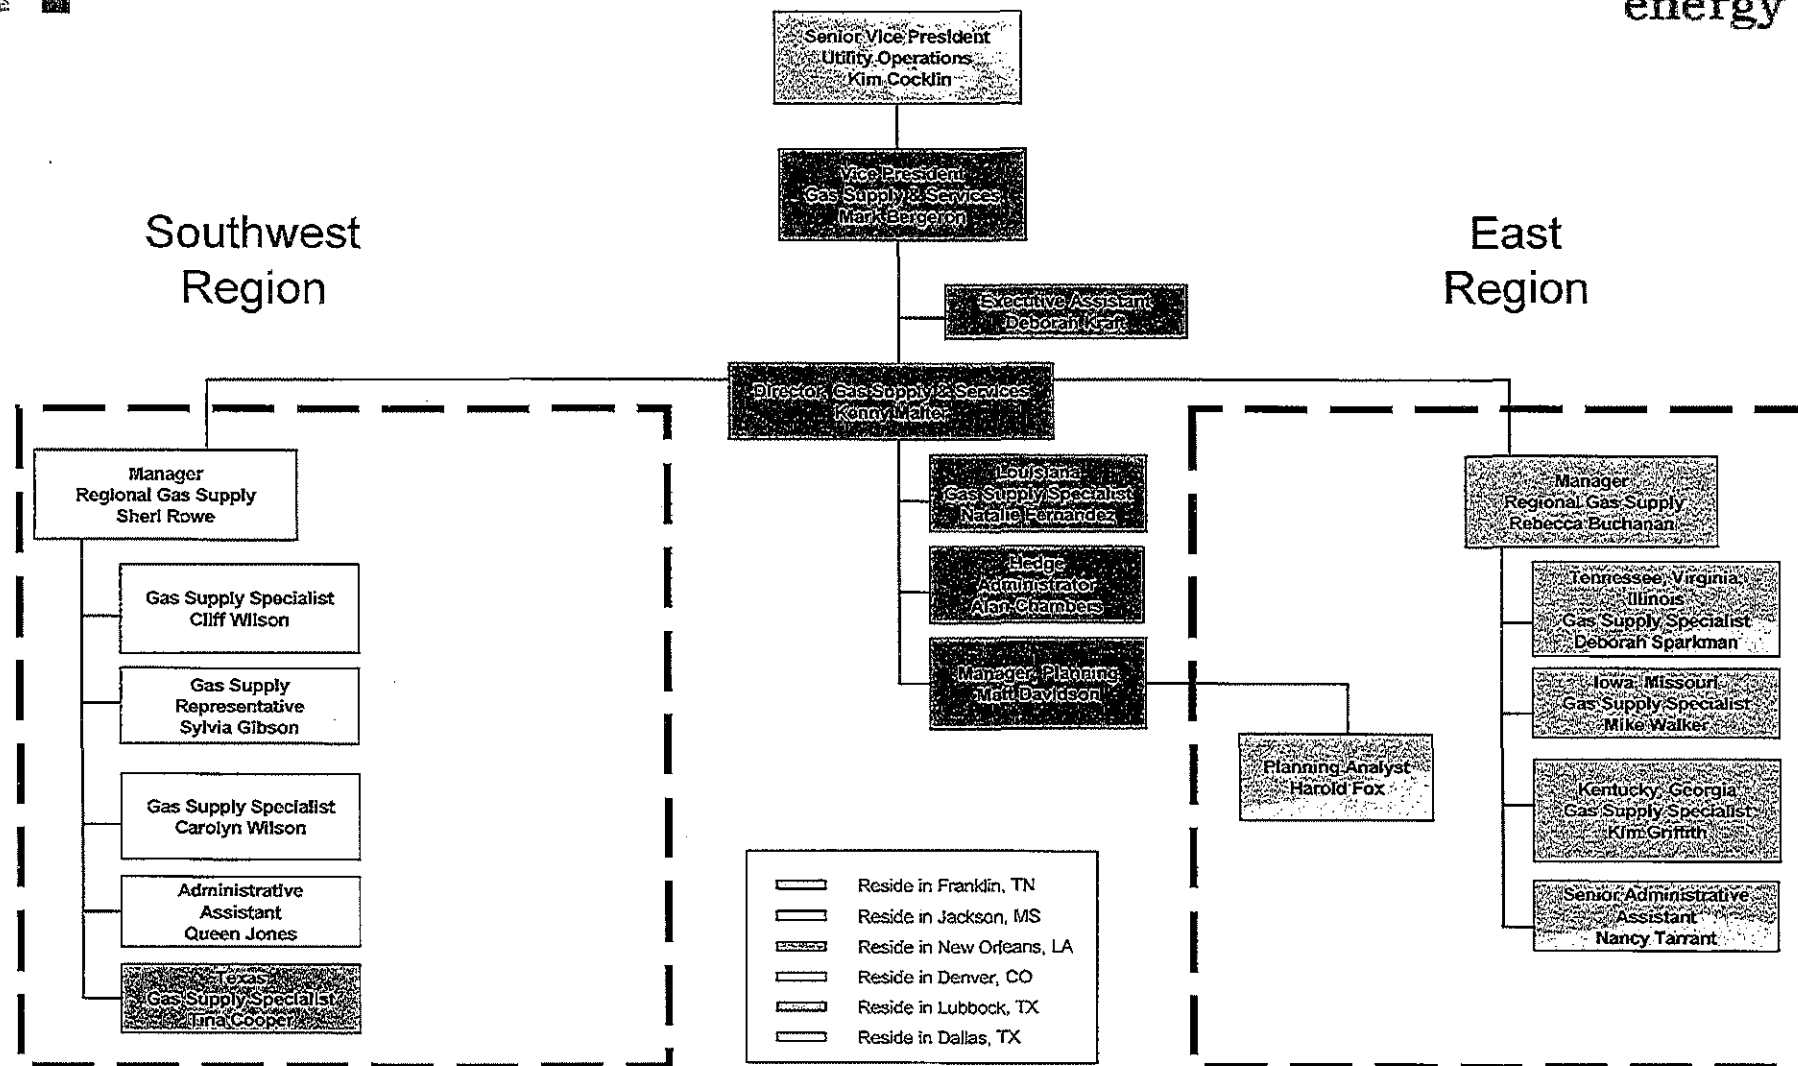 energy
Senior Vice President
Utility Operations
Kim Cocklin
Vice President
Gas Supply & Services
Mark Bergeron
Southwest
Region
East
Region
Executive Assistant
Deborah Kraft
Director, Gas Supply & Services
Kenny Malter
Manager
Regional Gas Supply
Sheri Rowe
Gas Supply Specialist
Cliff Wilson
Gas Supply
Representative
Sylvia Gibson
Gas Supply Specialist
Carolyn Wilson
Administrative
Assistant
Queen Jones
Texas
Gas Supply Specialist
Tina Cooper
Louisiana
Gas Supply Specialist
Natalie Fernandez
Hedge
Administrator
Alan Chambers
Manager, Planning
Matt Davidson
Planning Analyst
Harold Fox
Manager
Regional Gas Supply
Rebecca Buchanan
Tennessee, Virginia,
Illinois
Gas Supply Specialist
Deborah Sparkman
Iowa, Missouri
Gas Supply Specialist
Mike Walker
Kentucky, Georgia
Gas Supply Specialist
Kim Griffith
Senior Administrative
Assistant
Nancy Tarrant
Reside in Franklin, TN
Reside in Jackson, MS
Reside in New Orleans, LA
Reside in Denver, CO
Reside in Lubbock, TX
Reside in Dallas, TX